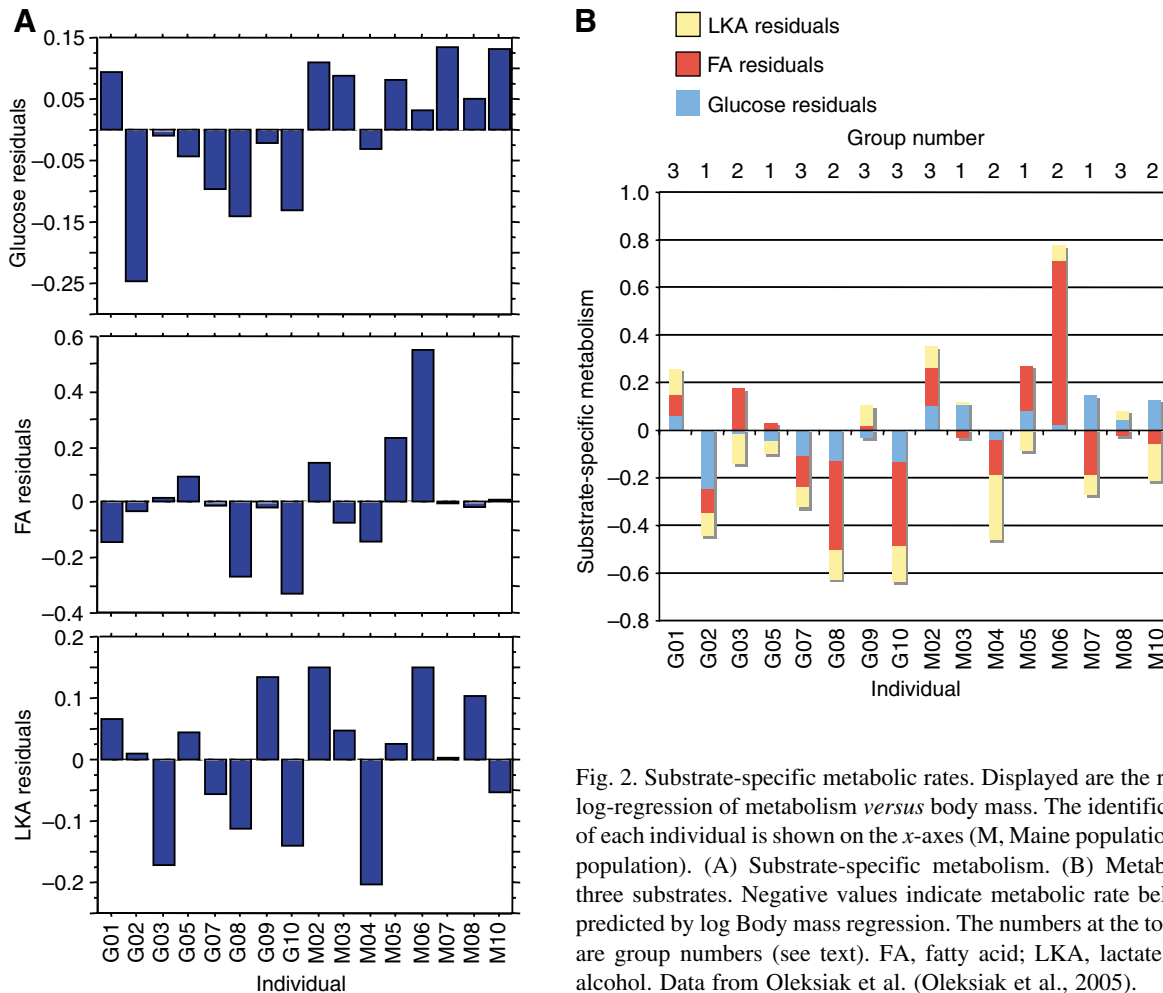 A
Glucose residuals
0.15
0.05
−0.05
−0.15
−0.25
FA residuals
0.6
0.4
0.2
0
−0.2
−0.4
LKA residuals
0.2
0.1
0
−0.1
−0.2
G01 G02 G03 G05 G07 G08 G09 G10 M02 M03 M04 M05 M06 M07 M08 M10
Individual
B
LKA residuals
FA residuals
Glucose residuals
Group number
3 1 2 1 3 2 3 3 3 1 2 1 2 1 1 2
Substrate-specific metabolism
1.0
0.8
0.6
0.4
0.2
0
−0.2
−0.4
−0.6
−0.8
G01 G02 G03 G05 G07 G08 G09 G10 M02 M03 M04 M05 M06 M07 M08 M10
Individual
Fig. 2. Substrate-specific metabolic rates. Displayed are the
log-regression of metabolism versus body mass. The
of each individual is shown on the x-axes (M, Maine
population). (A) Substrate-specific metabolism. (B)
three substrates. Negative values indicate metabolic rate
predicted by log Body mass regression. The numbers at the
are group numbers (see text). FA, fatty acid; LKA, lactate
alcohol. Data from Oleksiak et al. (Oleksiak et al., 2005).